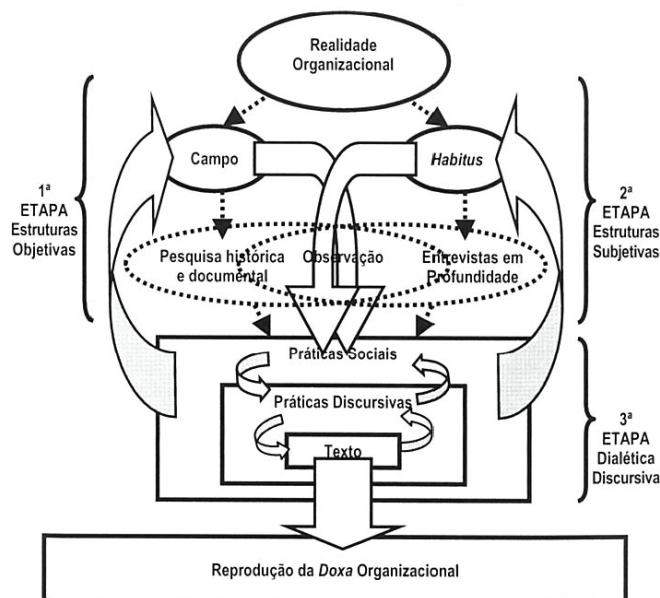 Realidade
Organizacional
Campo
Habitus
1ª
ETAPA
Estruturas
Objetivas
2ª
ETAPA
Estruturas
Subjetivas
Pesquisa histórica
e documental
Observação
Entrevistas em
Profundidade
Práticas Sociais
Práticas Discursivas
Texto
3ª
ETAPA
Dialética
Discursiva
Reprodução da Doxa Organizacional